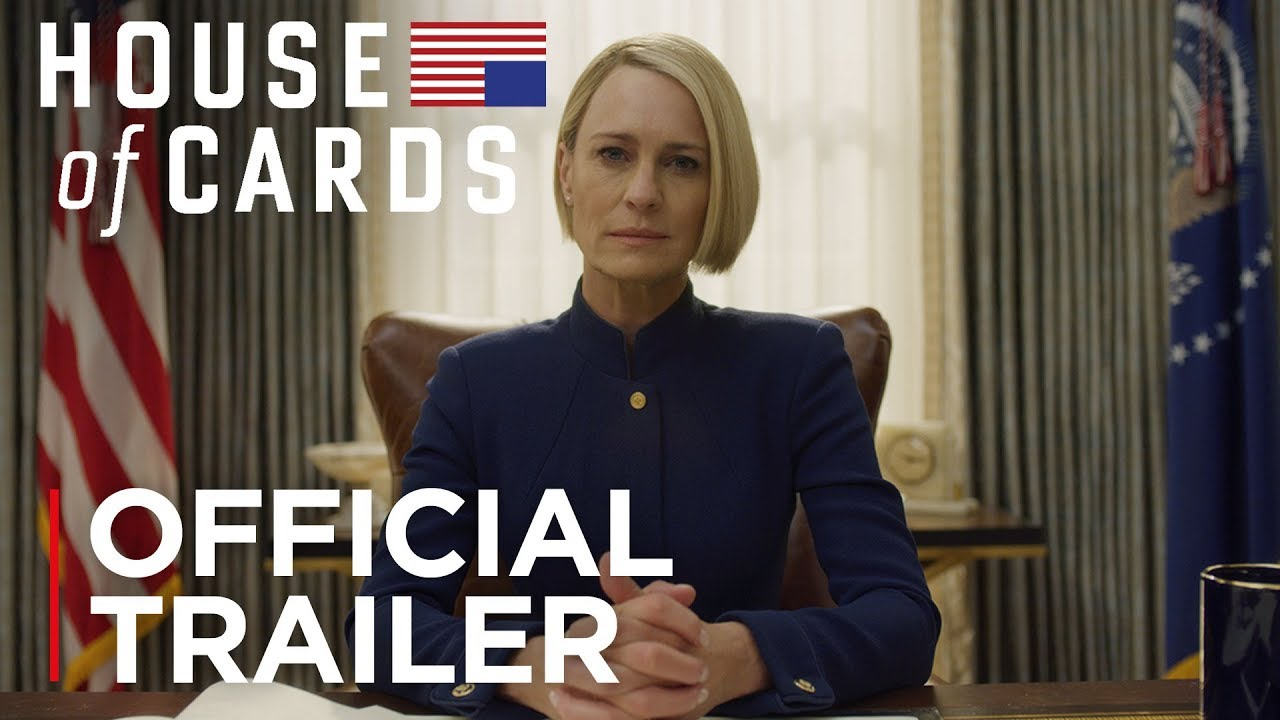 HOUSE
of CARDS
OFFICIAL
TRAILER